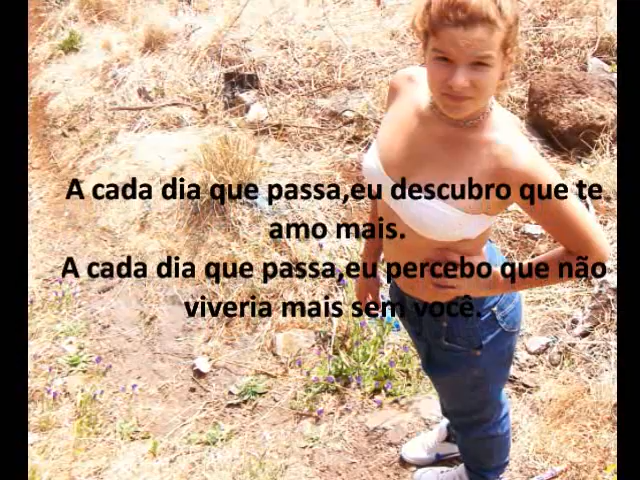 A cada dia que passa,eu descubro que te
amo mais.
A cada dia que passa,eu percebo que não
viveria mais sem você.